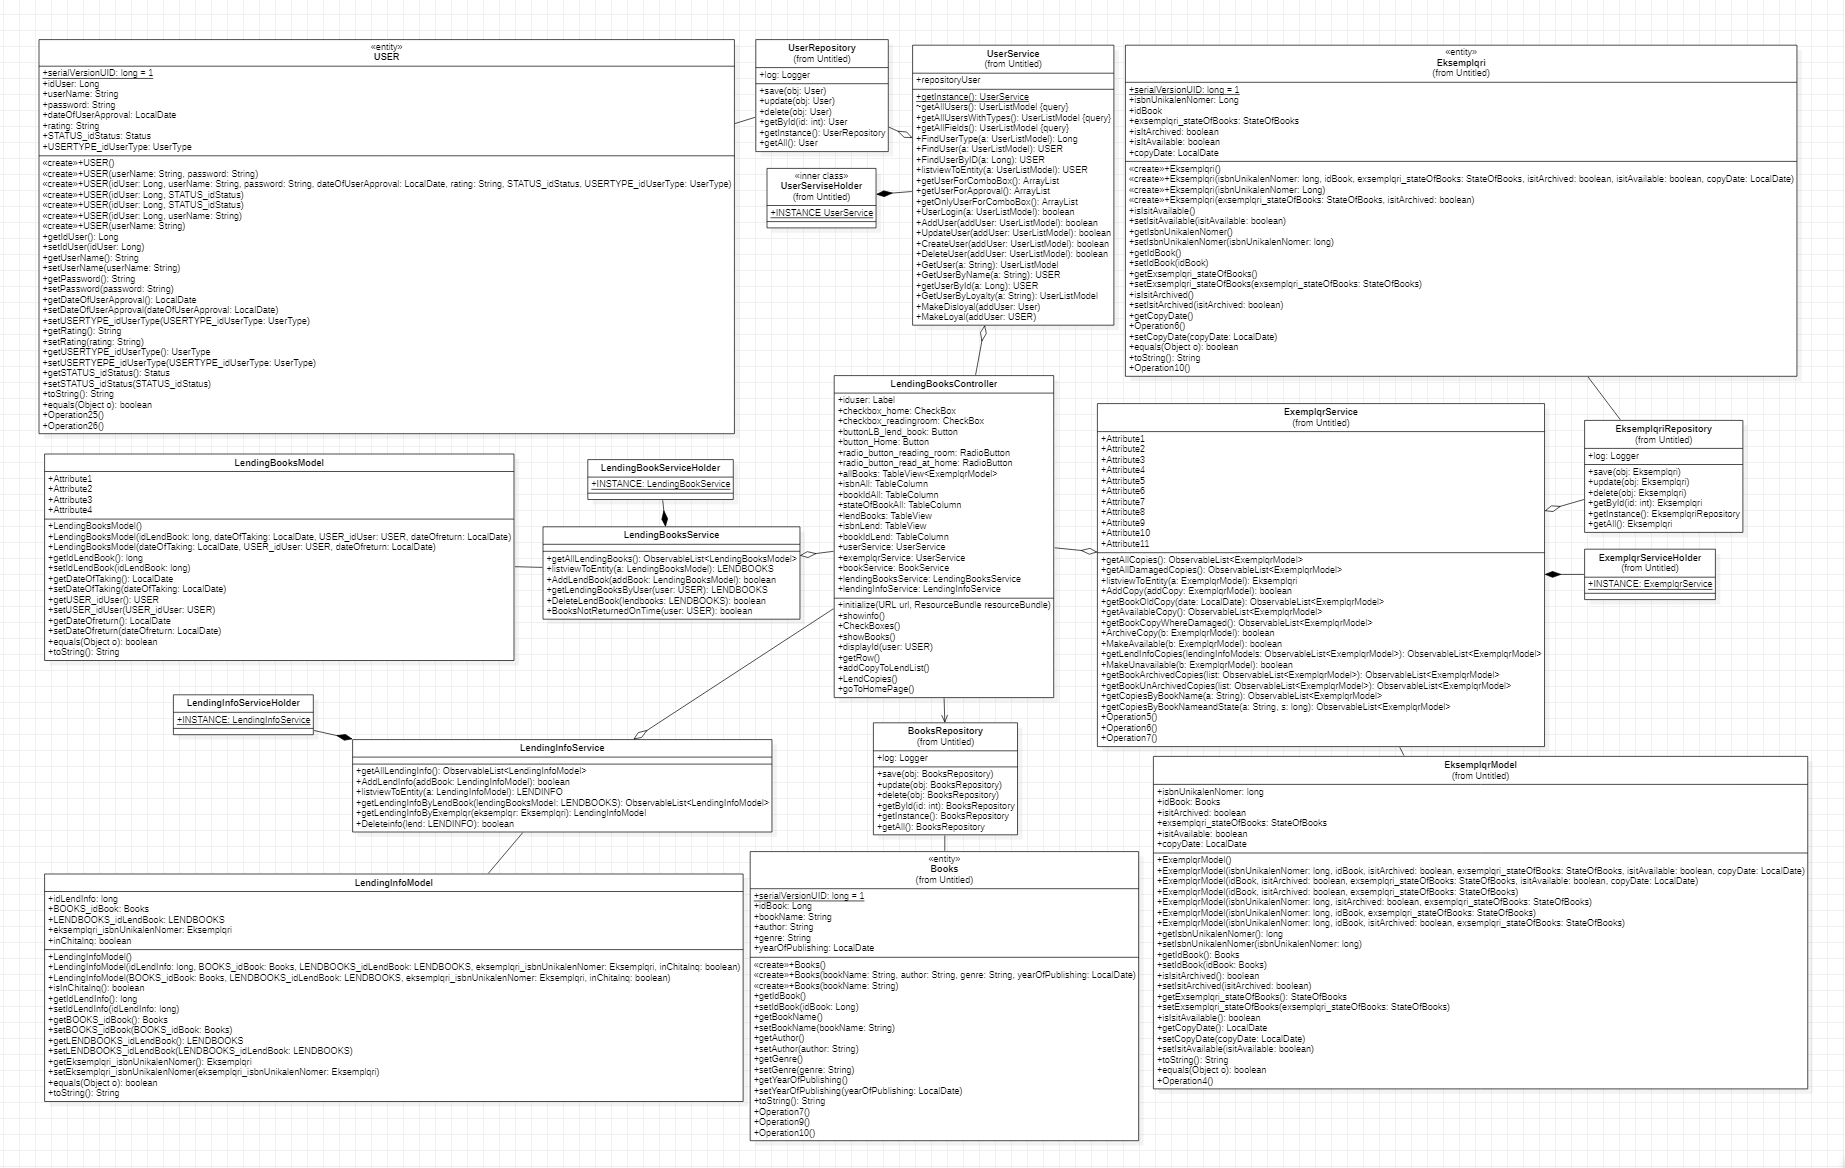 «entity»
USER
+serialVersionUID: long = 1
+idUser: Long
+userName: String
+password: String
+dateOfUserApproval: LocalDate
+rating: String
+STATUS_idStatus: Status
+USERTYPE_idUserType: UserType
«create»+USER()
«create»+USER(userName: String, password: String)
«create»+USER(idUser: Long, userName: String, password: String, dateOfUserApproval: LocalDate, rating: String, STATUS_idStatus, USERTYPE_idUserType: UserType)
«create»+USER(idUser: Long, STATUS_idStatus)
«create»+USER(idUser: Long, STATUS_idStatus)
«create»+USER(idUser: Long, userName: String)
«create»+USER(userName: String)
+getIdUser(): Long
+setIdUser(idUser: Long)
+getUserName(): String
+setUserName(userName: String)
+getPassword(): String
+setPassword(password: String)
+getDateOfUserApproval(): LocalDate
+setDateOfUserApproval(dateOfUserApproval: LocalDate)
+setUSERTYPE_idUserType(USERTYPE_idUserType: UserType)
+getRating(): String
+setRating(rating: String)
+getUSERTYPE_idUserType(): UserType
+setUSERTYEPE_idUserType(USERTYPE_idUserType: UserType)
+getSTATUS_idStatus(): Status
+setSTATUS_idStatus(STATUS_idStatus)
+toString(): String
+equals(Object o): boolean
+Operation25()
+Operation26()
UserRepository
(from Untitled)
+log: Logger
+save(obj: User)
+update(obj: User)
+delete(obj: User)
+getById(id: int): User
+getInstance(): UserRepository
+getAll(): User
«inner class»
UserServiseHolder
(from Untitled)
+INSTANCE UserService
UserService
(from Untitled)
+repositoryUser
+getInstance(): UserService
~getAllUsers(): UserListModel {query}
+getAllUsersWithTypes(): UserListModel {query}
+getAllFields(): UserListModel {query}
+FindUserType(a: UserListModel): Long
+FindUser(a: UserListModel): USER
+FindUserByID(a: Long): USER
+listviewToEntity(a: UserListModel): USER
+getUserForComboBox(): ArrayList
+getUserForApproval(): ArrayList
+getOnlyUserForComboBox(): ArrayList
+UserLogin(a: UserListModel): boolean
+AddUser(addUser: UserListModel): boolean
+UpdateUser(addUser: UserListModel): boolean
+CreateUser(addUser: UserListModel): boolean
+DeleteUser(addUser: UserListModel): boolean
+GetUser(a: String): UserListModel
+GetUserByName(a: String): USER
+getUserById(a: Long): USER
+GetUserByLoyalty(a: String): UserListModel
+MakeDisloyal(addUser: User)
+MakeLoyal(addUser: USER)
«entity»
Eksemplqri
(from Untitled)
+serialVersionUID: long = 1
+isbnUnikalenNomer: Long
+idBook
+exsemplqri_stateOfBooks: StateOfBooks
+isItArchived: boolean
+isItAvailable: boolean
+copyDate: LocalDate
«create»+Eksemplqri()
«create»+Eksemplqri(isbnUnikalenNomer: long, idBook, exsemplqri_stateOfBooks: StateOfBooks, isitArchived: boolean, isitAvailable: boolean, copyDate: LocalDate)
«create»+Eksemplqri(isbnUnikalenNomer: Long)
«create»+Eksemplqri(exsemplqri_stateOfBooks: StateOfBooks, isitArchived: boolean)
+isIsitAvailable()
+setIsitAvailable(isitAvailable: boolean)
+getIsbnUnikalenNomer()
+setIsbnUnikalenNomer(isbnUnikalenNomer: long)
+getIdBook()
+setIdBook(idBook)
+getExsemplqri_stateOfBooks()
+setExsemplqri_stateOfBooks(exsemplqri_stateOfBooks: StateOfBooks)
+isIsitArchived()
+setIsitArchived(isitArchived: boolean)
+getCopyDate()
+Operation6()
+setCopyDate(copyDate: LocalDate)
+equals(Object o): boolean
+toString(): String
+Operation10()
LendingBooksController
+iduser: Label
+checkbox_home: CheckBox
+checkbox_readingroom: CheckBox
+buttonLB_lend_book: Button
+button_Home: Button
+radio_button_reading_room: RadioButton
+radio_button_read_at_home: RadioButton
+allBooks: TableView<ExemplqrModel>
+isbnAll: TableColumn
+bookIdAll: TableColumn
+stateOfBookAll: TableColumn
+lendBooks: TableView
+isbnLend: TableView
+bookIdLend: TableColumn
+userService: UserService
+exemplqrService: UserService
+bookService: BookService
+lendingBooksService: LendingBooksService
+lendingInfoService: LendingInfoService
+initialize(URL url, ResourceBundle resourceBundle)
+showinfo()
+CheckBoxes()
+showBooks()
+displayId(user: USER)
+getRow()
+addCopyToLendList()
+LendCopies()
+goToHomePage()
ExemplqrService
(from Untitled)
+Attribute1
+Attribute2
+Attribute3
+Attribute4
+Attribute5
+Attribute6
+Attribute7
+Attribute8
+Attribute9
+Attribute10
+Attribute11
+getAllCopies(): ObservableList<ExemplqrModel>
+getAllDamagedCopies(): ObservableList<ExemplqrModel>
+listviewToEntity(a: ExemplqrModel): Eksemplqri
+AddCopy(addCopy: ExemplqrModel): boolean
+getBookOldCopy(date: LocalDate): ObservableList<ExemplqrModel>
+getAvailableCopy(): ObservableList<ExemplqrModel>
+getBookCopyWhereDamaged(): ObservableList<ExemplqrModel>
+ArchiveCopy(b: ExemplqrModel): boolean
+MakeAvailable(b: ExemplqrModel): boolean
+getLendInfoCopies(lendingInfoModels: ObservableList<ExemplqrModel>): ObservableList<ExemplqrModel>
+MakeUnavailable(b: ExemplqrModel): boolean
+getBookArchivedCopies(list: ObservableList<ExemplqrModel>): ObservableList<ExemplqrModel>
+getBookUnArchivedCopies(list: ObservableList<ExemplqrModel>): ObservableList<ExemplqrModel>
+getCopiesByBookName(a: String): ObservableList<ExemplqrModel>
+getCopiesByBookNameandState(a: String, s: long): ObservableList<ExemplqrModel>
+Operation5()
+Operation6()
+Operation7()
EksemplqriRepository
(from Untitled)
+log: Logger
+save(obj: Eksemplqri)
+update(obj: Eksemplqri)
+delete(obj: Eksemplqri)
+getById(id: int): Eksemplqri
+getInstance(): EksemplqriRepository
+getAll(): Eksemplqri
ExemplqrServiceHolder
(from Untitled)
+INSTANCE: ExemplqrService
LendingBooksModel
+Attribute1
+Attribute2
+Attribute3
+Attribute4
+LendingBooksModel()
+LendingBooksModel(idLendBook: long, dateOfTaking: LocalDate, USER_idUser: USER, dateOfreturn: LocalDate)
+LendingBooksModel(dateOfTaking: LocalDate, USER_idUser: USER, dateOfreturn: LocalDate)
+getIdLendBook(): long
+setIdLendBook(idLendBook: long)
+getDateOfTaking(): LocalDate
+setDateOfTaking(dateOfTaking: LocalDate)
+getUSER_idUser(): USER
+setUSER_idUser(USER_idUser: USER)
+getDateOfreturn(): LocalDate
+setDateOfreturn(dateOfreturn: LocalDate)
+equals(Object o): boolean
+toString(): String
LendingBookServiceHolder
+INSTANCE: LendingBookService
LendingBooksService
+getAllLendingBooks(): ObservableList<LendingBooksModel>
+listviewToEntity(a: LendingBooksModel): LENDBOOKS
+AddLendBook(addBook: LendingBooksModel): boolean
+getLendingBooksByUser(user: USER): LENDBOOKS
+DeleteLendBook(lendbooks: LENDBOOKS): boolean
+BooksNotReturnedOnTime(user: USER): boolean
LendingInfoServiceHolder
+INSTANCE: LendingInfoService
LendingInfoService
+getAllLendingInfo(): ObservableList<LendingInfoModel>
+AddLendInfo(addBook: LendingInfoModel): boolean
+listviewToEntity(a: LendingInfoModel): LENDINFO
+getLendingInfoByLendBook(lendingBooksModel: LENDBOOKS): ObservableList<LendingInfoModel>
+getLendingInfoByExemplqr(eksemplqr: Eksemplqri): LendingInfoModel
+Deleteinfo(lend: LENDINFO): boolean
BooksRepository
(from Untitled)
+log: Logger
+save(obj: BooksRepository)
+update(obj: BooksRepository)
+delete(obj: BooksRepository)
+getById(id: int): BooksRepository
+getInstance(): BooksRepository
+getAll(): BooksRepository
EksemplqrModel
(from Untitled)
+isbnUnikalenNomer: long
+idBook: Books
+isitArchived: boolean
+exsemplqri_stateOfBooks: StateOfBooks
+isitAvailable: boolean
+copyDate: LocalDate
+ExemplqrModel()
+ExemplqrModel(isbnUnikalenNomer: long, idBook, isitArchived: boolean, exsemplqri_stateOfBooks: StateOfBooks, isitAvailable: boolean, copyDate: LocalDate)
+ExemplqrModel(idBook, isitArchived: boolean, exsemplqri_stateOfBooks: StateOfBooks, isitAvailable: boolean, copyDate: LocalDate)
+ExemplqrModel(idBook, isitArchived: boolean, exsemplqri_stateOfBooks: StateOfBooks)
+ExemplqrModel(isbnUnikalenNomer: long, isitArchived: boolean, exsemplqri_stateOfBooks: StateOfBooks)
+ExemplqrModel(isbnUnikalenNomer: long, idBook, exsemplqri_stateOfBooks: StateOfBooks)
+ExemplqrModel(isbnUnikalenNomer: long, idBook, isitArchived: boolean, exsemplqri_stateOfBooks: StateOfBooks)
+getIsbnUnikalenNomer(): long
+setIsbnUnikalenNomer(isbnUnikalenNomer: long)
+getIdBook(): Books
+setIdBook(idBook: Books)
+isIsitArchived(): boolean
+setIsitArchived(isitArchived: boolean)
+getExsemplqri_stateOfBooks(): StateOfBooks
+setExsemplqri_stateOfBooks(exsemplqri_stateOfBooks: StateOfBooks)
+isIsitAvailable(): boolean
+getCopyDate(): LocalDate
+setCopyDate(copyDate: LocalDate)
+setIsitAvailable(isitAvailable: boolean)
+toString(): String
+equals(Object o): boolean
+Operation4()
LendingInfoModel
+idLendInfo: long
+BOOKS_idBook: Books
+LENDBOOKS_idLendBook: LENDBOOKS
+eksemplqri_isbnUnikalenNomer: Eksemplqri
+inChitalnq: boolean
+LendingInfoModel()
+LendingInfoModel(idLendInfo: long, BOOKS_idBook: Books, LENDBOOKS_idLendBook: LENDBOOKS, eksemplqri_isbnUnikalenNomer: Eksemplqri, inChitalnq: boolean)
+LendingInfoModel(BOOKS_idBook: Books, LENDBOOKS_idLendBook: LENDBOOKS, eksemplqri_isbnUnikalenNomer: Eksemplqri, inChitalnq: boolean)
+isInChitalnq(): boolean
+getIdLendInfo(): long
+setIdLendInfo(idLendInfo: long)
+getBOOKS_idBook(): Books
+setBOOKS_idBook(BOOKS_idBook: Books)
+getLENDBOOKS_idLendBook(): LENDBOOKS
+setLENDBOOKS_idLendBook(LENDBOOKS_idLendBook: LENDBOOKS)
+getEksemplqri_isbnUnikalenNomer(): Eksemplqri
+setEksemplqri_isbnUnikalenNomer(eksemplqri_isbnUnikalenNomer: Eksemplqri)
+equals(Object o): boolean
+toString(): String
«entity»
Books
(from Untitled)
+serialVersionUID: long = 1
+idBook: Long
+bookName: String
+author: String
+genre: String
+yearOfPublishing: LocalDate
«create»+Books()
«create»+Books(bookName: String, author: String, genre: String, yearOfPublishing: LocalDate)
«create»+Books(bookName: String)
+getIdBook()
+setIdBook(idBook: Long)
+getBookName()
+setBookName(bookName: String)
+getAuthor()
+setAuthor(author: String)
+getGenre()
+setGenre(genre: String)
+getYearOfPublishing()
+setYearOfPublishing(yearOfPublishing: LocalDate)
+toString(): String
+Operation7()
+Operation9()
+Operation10()